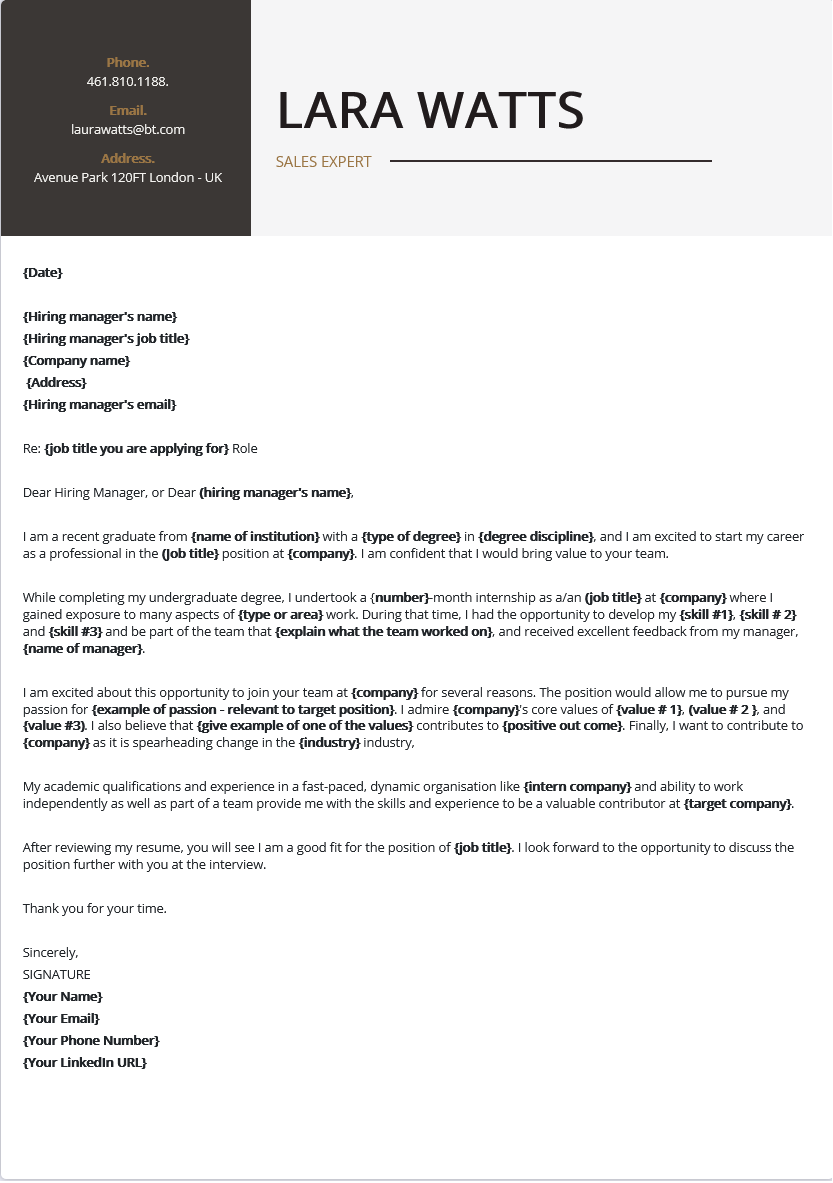 Phone.
461.810.1188.
Email.
laurawatts@bt.com
Address.
Avenue Park 120FT London - UK
LARA WATTS
SALES EXPERT
{Date}
{Hiring manager's name}
{Hiring manager's job title}
{Company name}
{Address}
{Hiring manager's email}
Re: {job title you are applying for} Role
Dear Hiring Manager, or Dear (hiring manager's name},
I am a recent graduate from {name of institution} with a {type of degree} in {degree discipline}, and I am excited to start my career
as a professional in the (Job title} position at {company}. I am confident that I would bring value to your team.
While completing my undergraduate degree, I undertook a {number}-month internship as a/an (job title} at {company} where I
gained exposure to many aspects of {type or area} work. During that time, I had the opportunity to develop my {skill #1}, {skill # 2}
and {skill #3} and be part of the team that {explain what the team worked on}, and received excellent feedback from my manager,
{name of manager}.
I am excited about this opportunity to join your team at {company} for several reasons. The position would allow me to pursue my
passion for {example of passion - relevant to target position}. I admire {company}'s core values of {value # 1}, (value # 2 }, and
{value #3). I also believe that {give example of one of the values} contributes to {positive out come}. Finally, I want to contribute to
{company} as it is spearheading change in the {industry} industry,
My academic qualifications and experience in a fast-paced, dynamic organisation like {intern company} and ability to work
independently as well as part of a team provide me with the skills and experience to be a valuable contributor at {target company}.
After reviewing my resume, you will see I am a good fit for the position of {job title}. I look forward to the opportunity to discuss the
position further with you at the interview.
Thank you for your time.
Sincerely,
SIGNATURE
{Your Name}
{Your Email}
{Your Phone Number}
{Your LinkedIn URL}